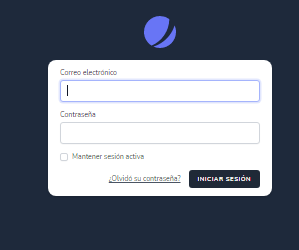 Correo electrónico
Contraseña
Mantener sesión activa
¿Olvidó su contraseña? INICIAR SESIÓN